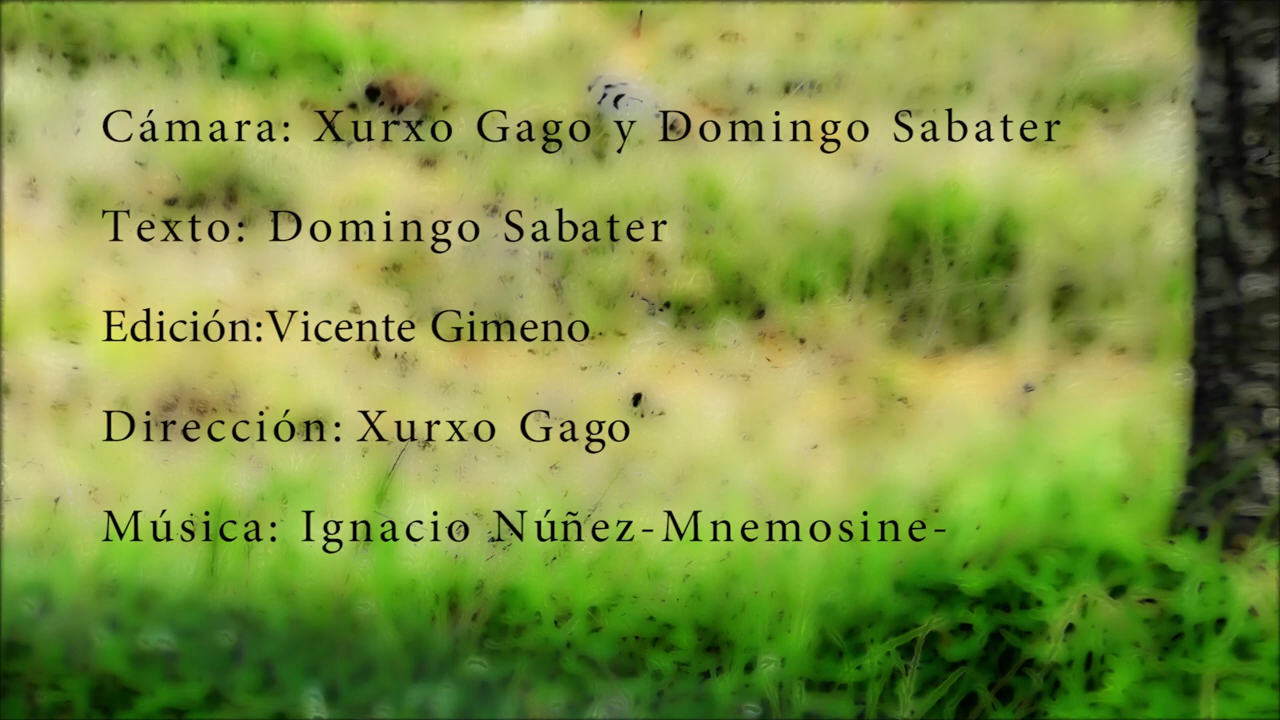 Cámara: Xurxo Gago y Domingo Sabater
Texto: Domingo Sabater
Edición:Vicente Gimeno
Dirección: Xurxo Gago
Música: Ignacio Núñez-Mnemosine-